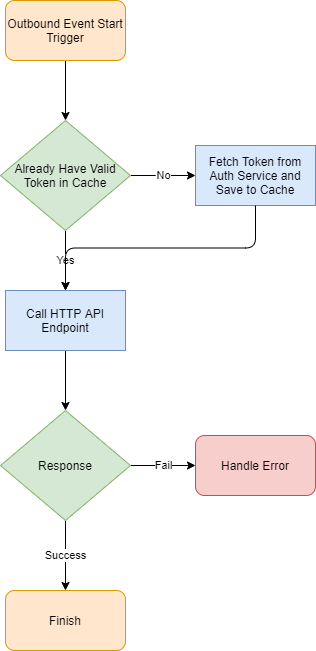 Outbound Event Start
Trigger
Already Have Valid
Token in Cache
No
Fetch Token from
Auth Service and
Save to Cache
Yes
Call HTTP API
Endpoint
Response
Fail
Handle Error
Success
Finish